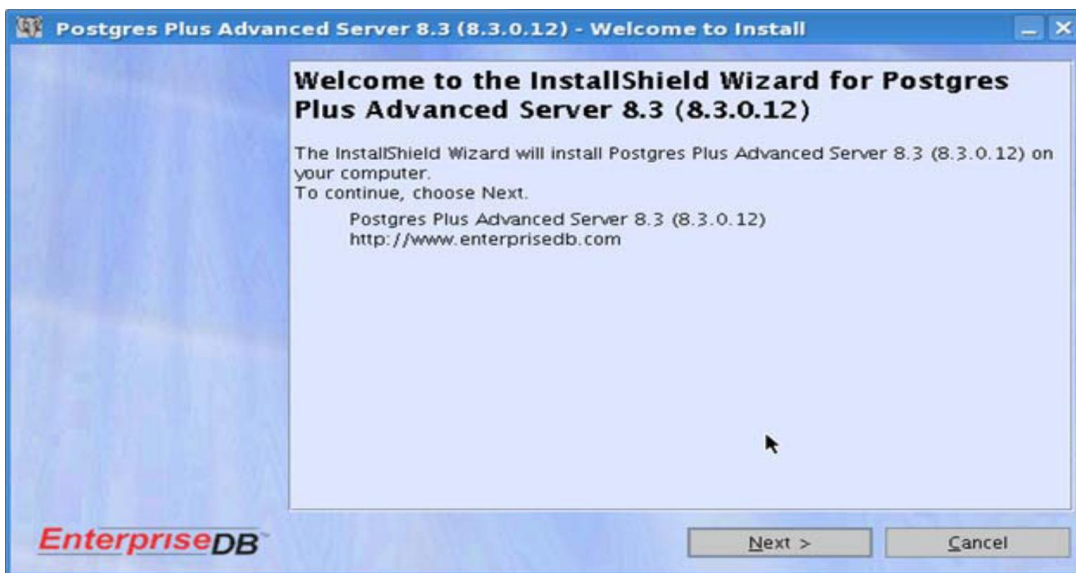 Postgres Plus Advanced Server 8.3 (8.3.0.12) - Welcome to Install
Welcome to the InstallShield Wizard for Postgres
Plus Advanced Server 8.3 (8.3.0.12)
The InstallShield Wizard will install Postgres Plus Advanced Server 8.3 (8.3.0.12) on
your computer.
To continue, choose Next.
Postgres Plus Advanced Server 8.3 (8.3.0.12)
http://www.enterprisedb.com
EnterpriseDB
Next >
Cancel